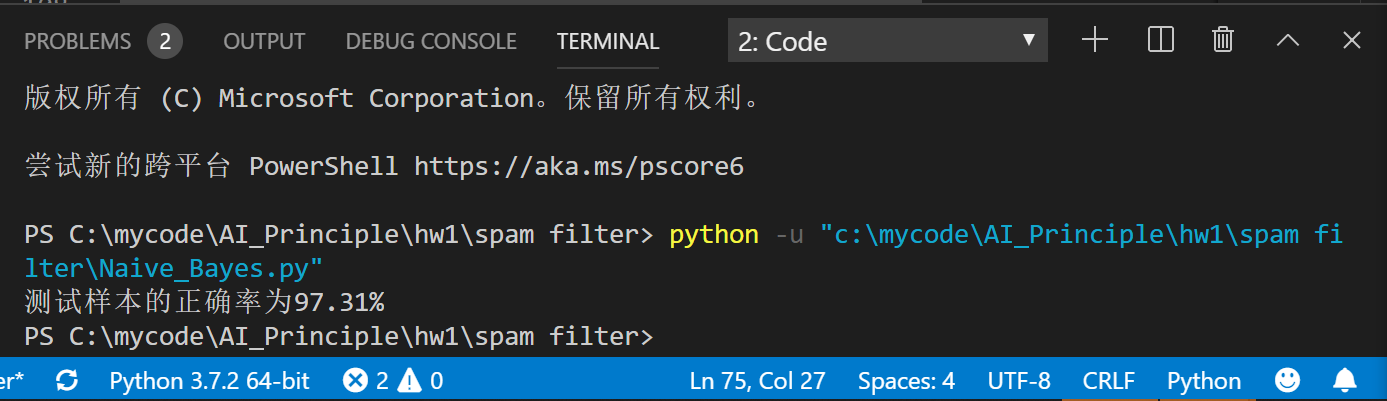 PROBLEMS 2 OUTPUT DEBUG CONSOLE TERMINAL 2: Code
版权所有 (C) Microsoft Corporation。保留所有权利。
尝试新的跨平台 PowerShell https://aka.ms/pscore6
PS C:\mycode\AI_Principle\hw1\spam filter> python -u "c:\mycode\AI_Principle\hw1\spam fi
lter\Naive_Bayes.py"
测试样本的正确率为97.31%
PS C:\mycode\AI_Principle\hw1\spam filter>
er* Python 3.7.2 64-bit 2 0 Ln 75, Col 27 Spaces: 4 UTF-8 CRLF Python